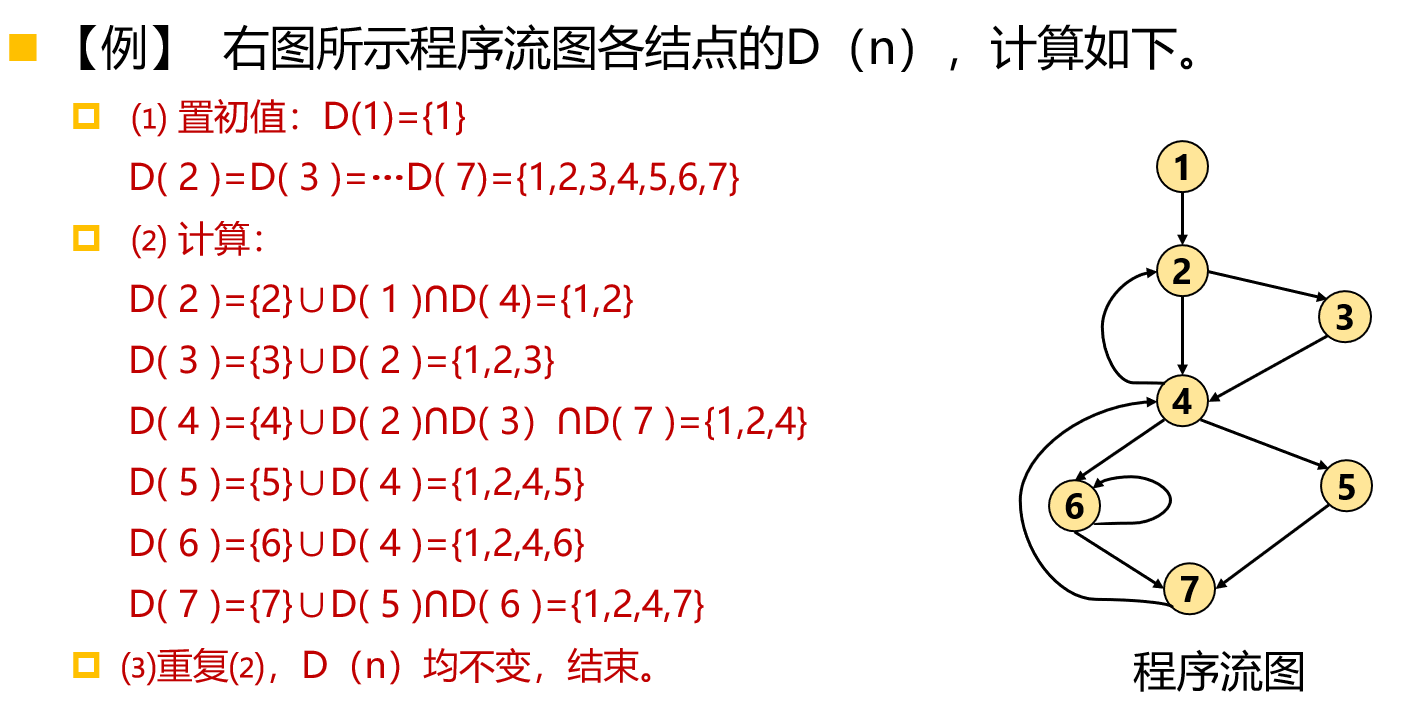 【例】 右图所示程序流图各结点的D（n），计算如下。
⑴ 置初值：D(1)={1}
D( 2 )=D( 3 )=…D( 7)={1,2,3,4,5,6,7}
⑵ 计算：
D( 2 )={2}∪D( 1 )∩D( 4)={1,2}
D( 3 )={3}∪D( 2 )={1,2,3}
D( 4 )={4}∪D( 2 )∩D( 3）∩D( 7 )={1,2,4}
D( 5 )={5}∪D( 4 )={1,2,4,5}
D( 6 )={6}∪D( 4 )={1,2,4,6}
D( 7 )={7}∪D( 5 )∩D( 6 )={1,2,4,7}
⑶重复⑵，D（n）均不变，结束。
1
2
3
4
5
6
7
程序流图